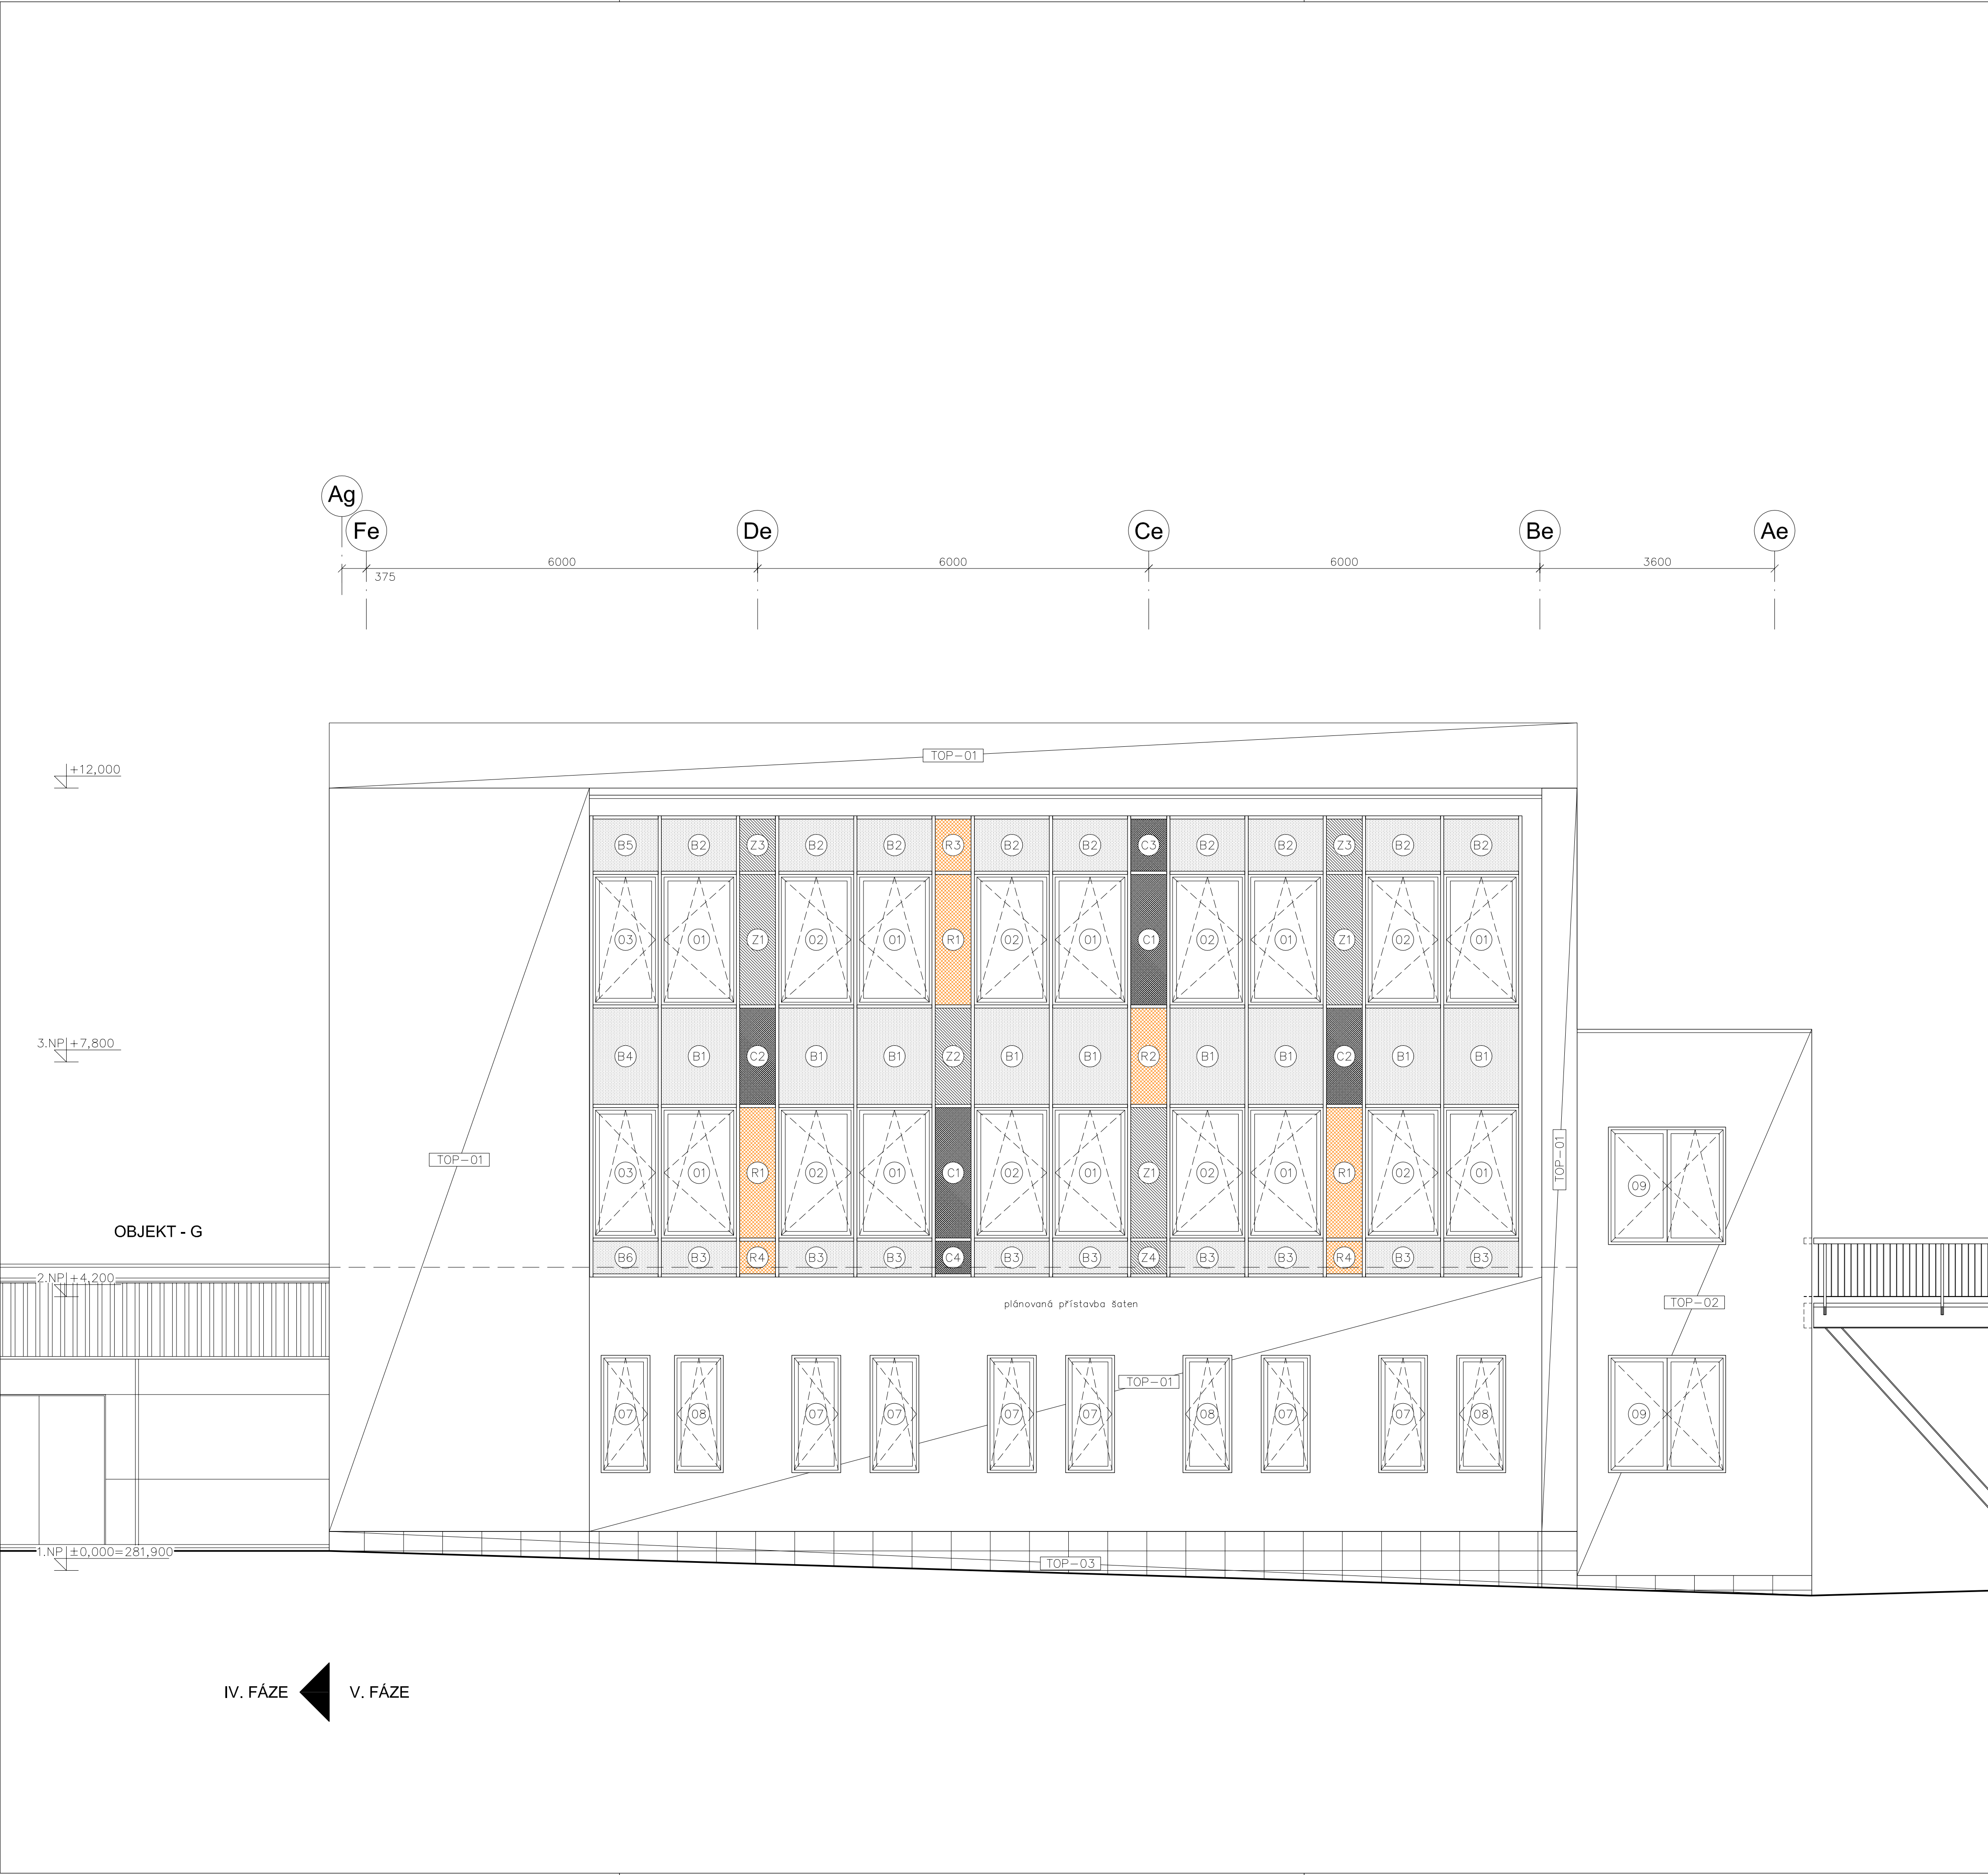 Ag
Fe De Ce Be Ae
375 6000 6000 6000 3600
TOP-01
+12,000
B5 B2 Z3 B2 B2 R3 B2 B2 C3 B2 B2 Z3 B2 B2
03 01 Z1 02 01 R1 02 01 C1 02 01 Z1 02 01
3.NP +7,800
B4 B1 C2 B1 B1 Z2 B1 B1 R2 B1 B1 C2 B1 B1
TOP-01
TOP-01
03 01 R1 02 01 C1 02 01 Z1 02 01 R1 02 01
09
OBJEKT - G
B6 B3 R4 B3 B3 C4 B3 B3 Z4 B3 B3 R4 B3 B3
2.NP +4,200
plánovaná přístavba šaten
TOP-02
TOP-01
07 08 07 07 07 07 08 07 07 08 09
1.NP ±0,000=281,900
TOP-03
IV. FÁZE V. FÁZE